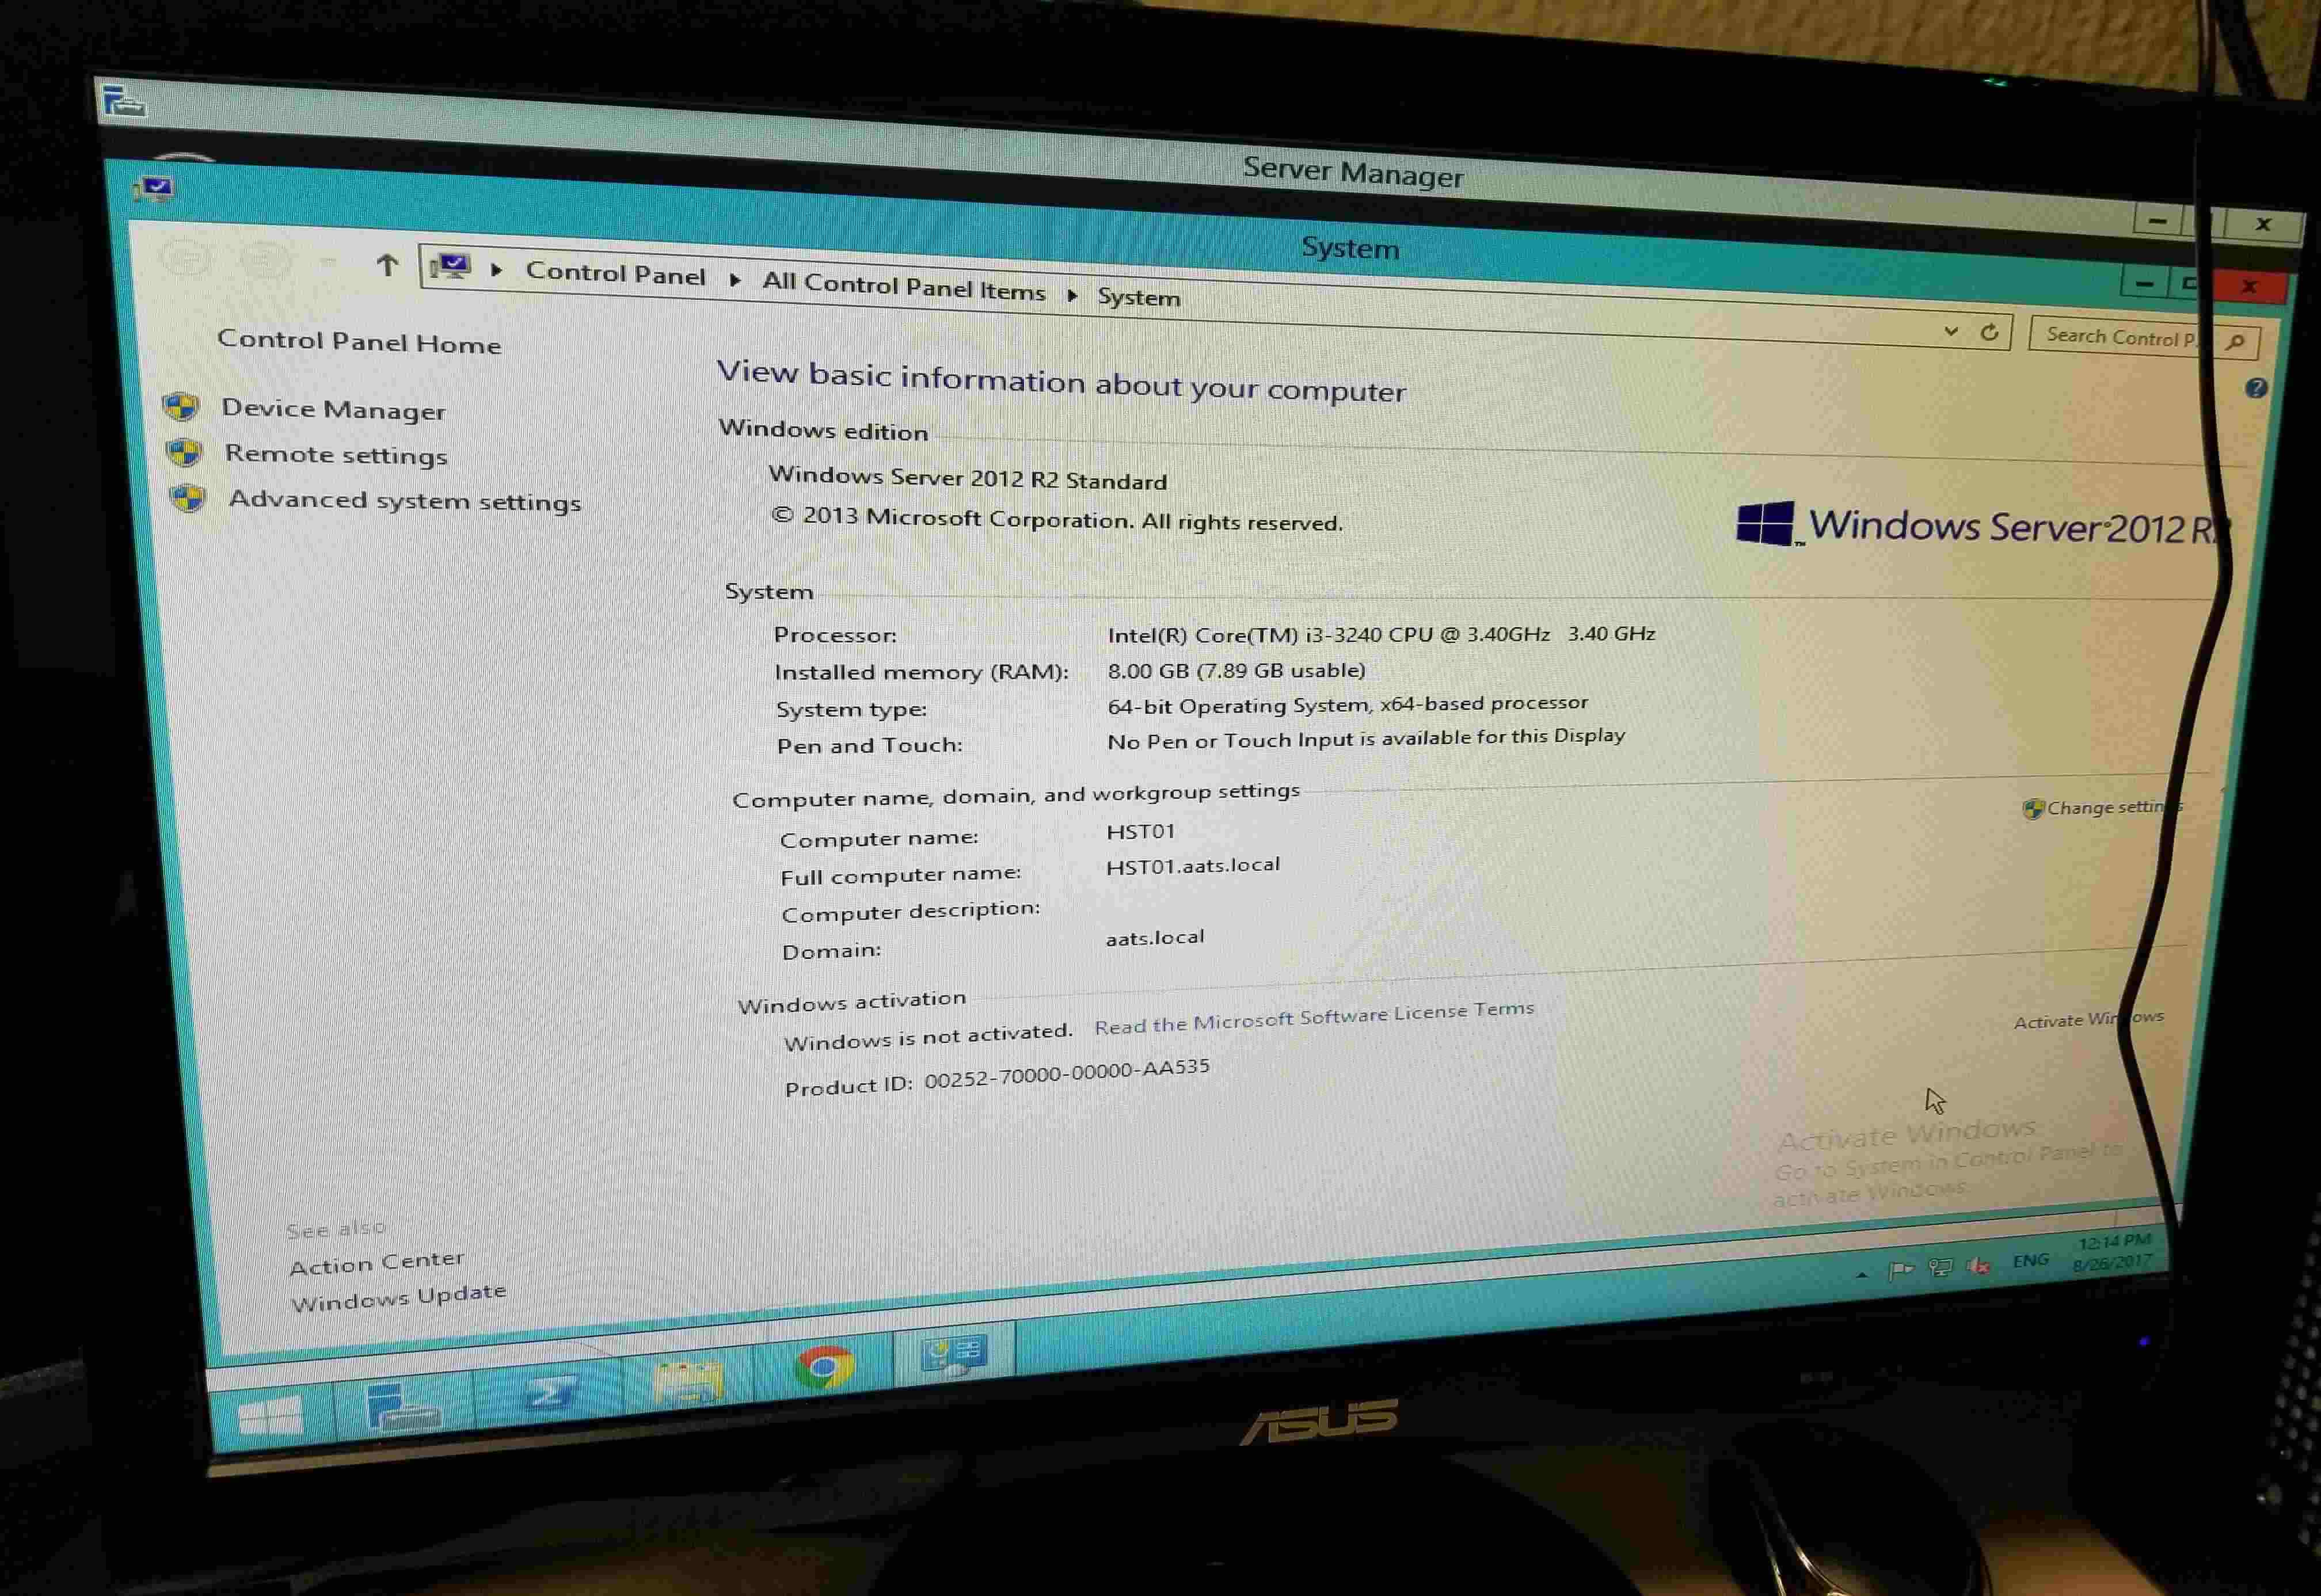 Server Manager
System
Control Panel ▸ All Control Panel Items ▸ System
Search Control P
Control Panel Home
Device Manager
Remote settings
Advanced system settings
View basic information about your computer
Windows edition
Windows Server 2012 R2 Standard
© 2013 Microsoft Corporation. All rights reserved.
Windows Server 2012 R
System
Processor: Intel(R) Core(TM) i3-3240 CPU @ 3.40GHz 3.40 GHz
Installed memory (RAM): 8.00 GB (7.89 GB usable)
System type: 64-bit Operating System, x64-based processor
Pen and Touch: No Pen or Touch Input is available for this Display
Computer name, domain, and workgroup settings
Computer name: HST01
Change settings
Full computer name: HST01.aats.local
Computer description:
Domain: aats.local
Windows activation
Windows is not activated. Read the Microsoft Software License Terms
Activate Windows
Product ID: 00252-70000-00000-AA535
Activate Windows
Go to System in Control Panel to
activate Windows.
See also
Action Center
Windows Update
ENG
12:14 PM
8/26/2017
ASUS